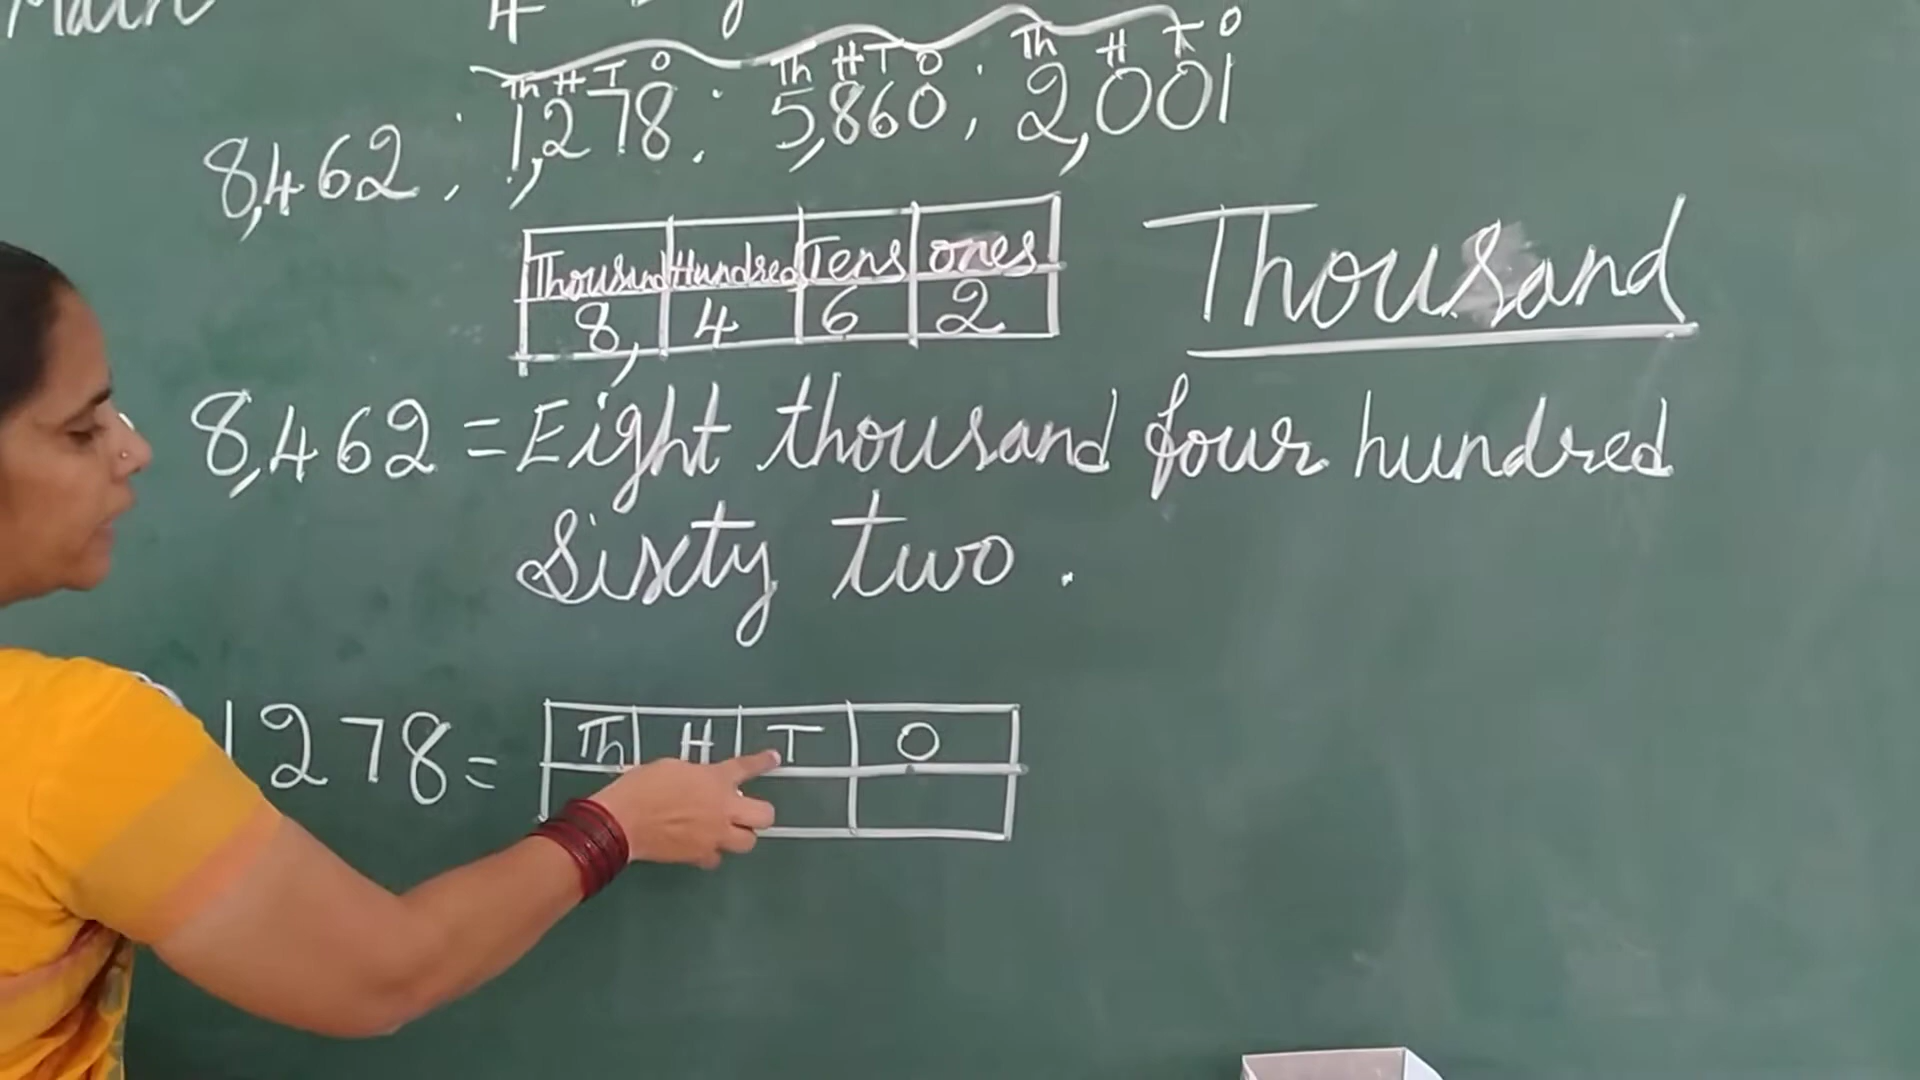 Math
Th H T O Th H T O Th H T O
8,462 ; 1,278 ; 5,860 ; 2,001
Thousand Hundred Tens ones
8, 4 6 2
Thousand
8,462 = Eight thousand four hundred
Sixty two .
1278 = Th H T O